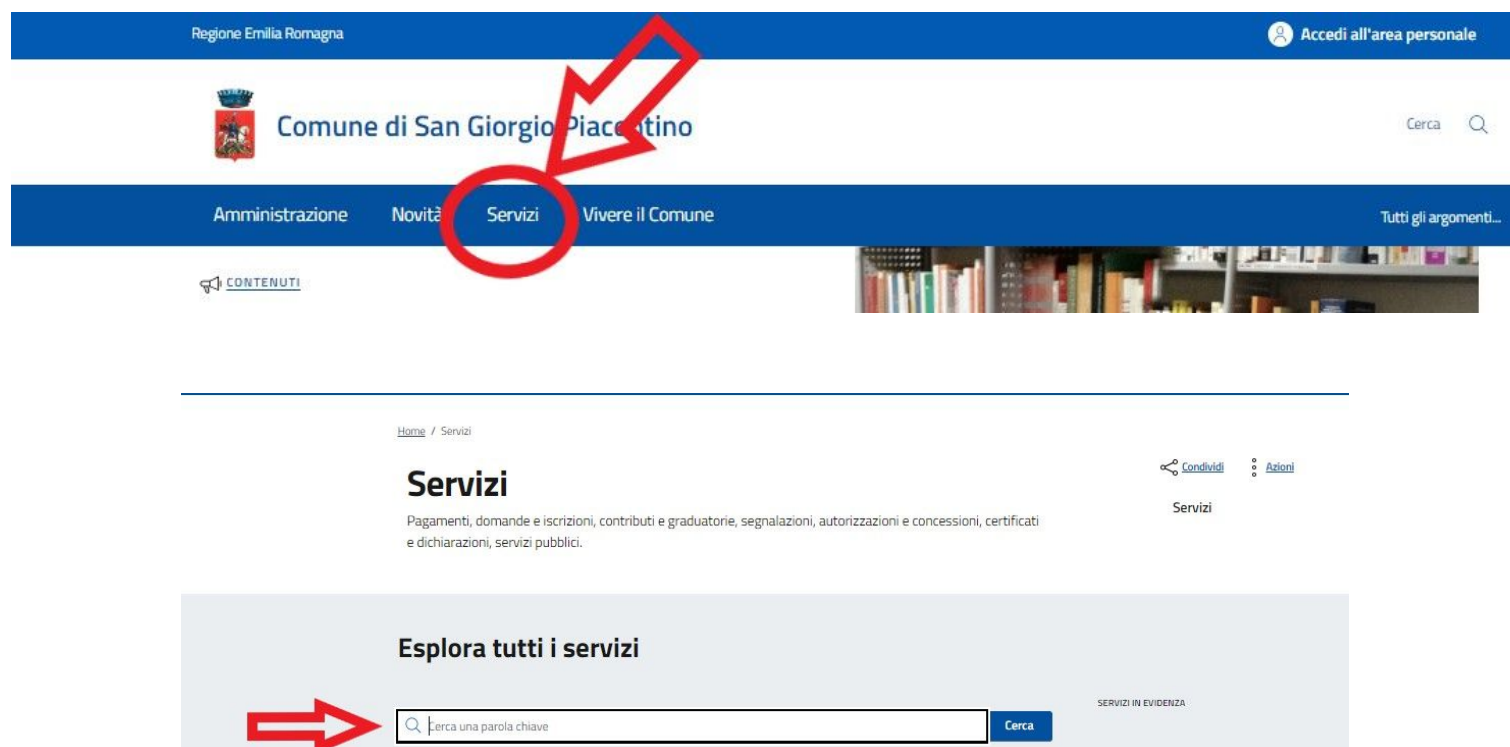 Regione Emilia Romagna
Accedi all'area personale
Comune di San Giorgio Piacentino
Cerca
Amministrazione Novità Servizi Vivere il Comune
Tutti gli argomenti...
CONTENUTI
Home / Servizi
Condividi Azioni
Servizi
Servizi
Pagamenti, domande e iscrizioni, contributi e graduatorie, segnalazioni, autorizzazioni e concessioni, certificati
e dichiarazioni, servizi pubblici.
Esplora tutti i servizi
SERVIZI IN EVIDENZA
Cerca una parola chiave
Cerca